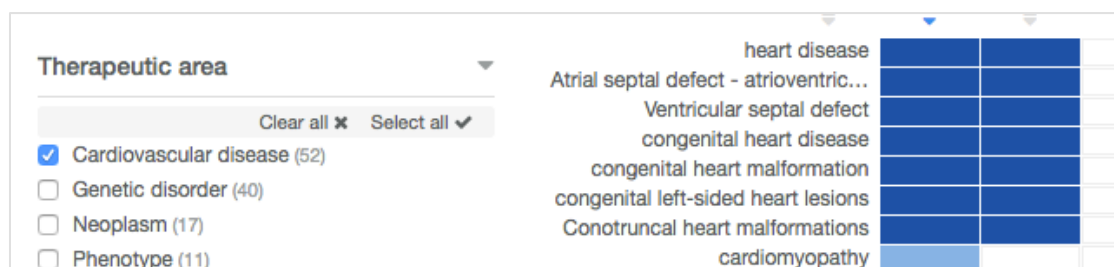 Therapeutic area
Clear all ✖ Select all ✔
Cardiovascular disease (52)
Genetic disorder (40)
Neoplasm (17)
Phenotype (11)
heart disease
Atrial septal defect - atrioventric...
Ventricular septal defect
congenital heart disease
congenital heart malformation
congenital left-sided heart lesions
Conotruncal heart malformations
cardiomyopathy